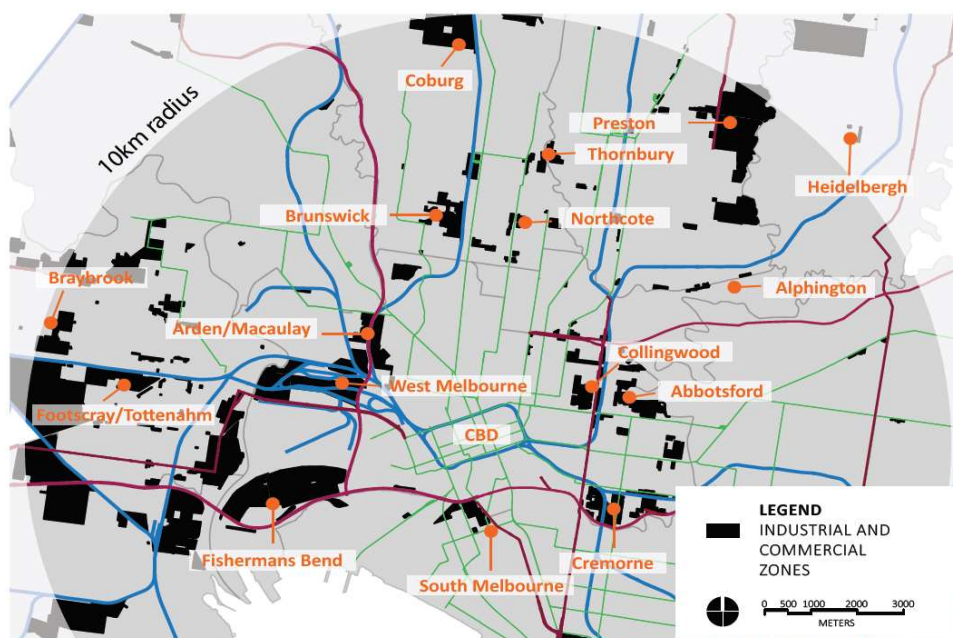 10km radius
Coburg
Preston
Thornbury
Heidelbergh
Brunswick
Northcote
Braybrook
Alphington
Arden/Macaulay
Collingwood
West Melbourne
Abbotsford
Footscray/Tottenahm
CBD
Fishermans Bend
South Melbourne
Cremorne
LEGEND
INDUSTRIAL AND
COMMERCIAL
ZONES
0 500 1000 2000 3000
METERS